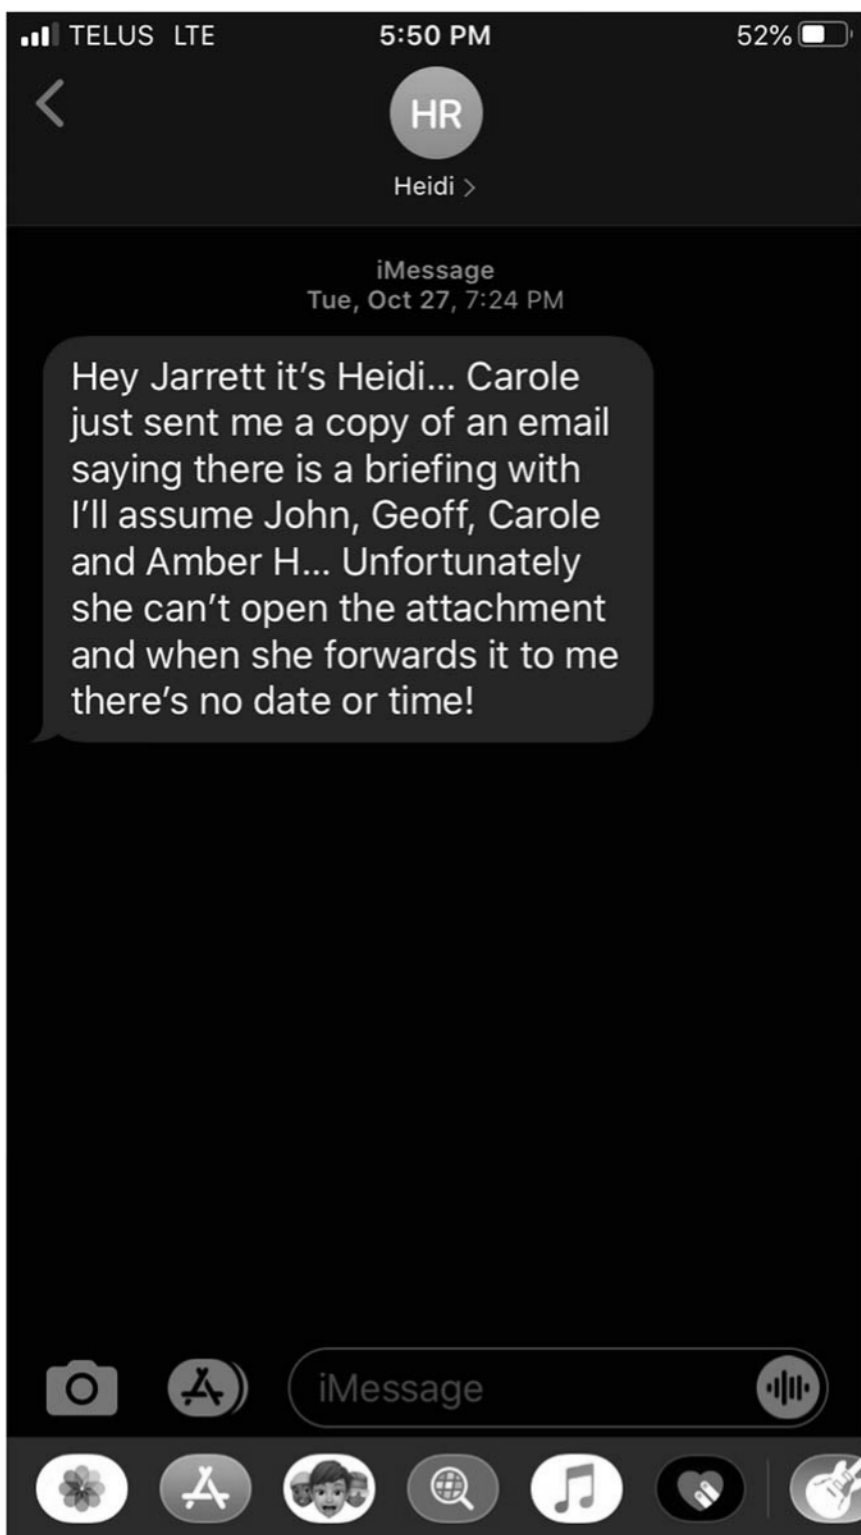 TELUS LTE 5:50 PM 52%
HR
Heidi >
iMessage
Tue, Oct 27, 7:24 PM
Hey Jarrett it's Heidi... Carole
just sent me a copy of an email
saying there is a briefing with
I'll assume John, Geoff, Carole
and Amber H... Unfortunately
she can't open the attachment
and when she forwards it to me
there's no date or time!
iMessage